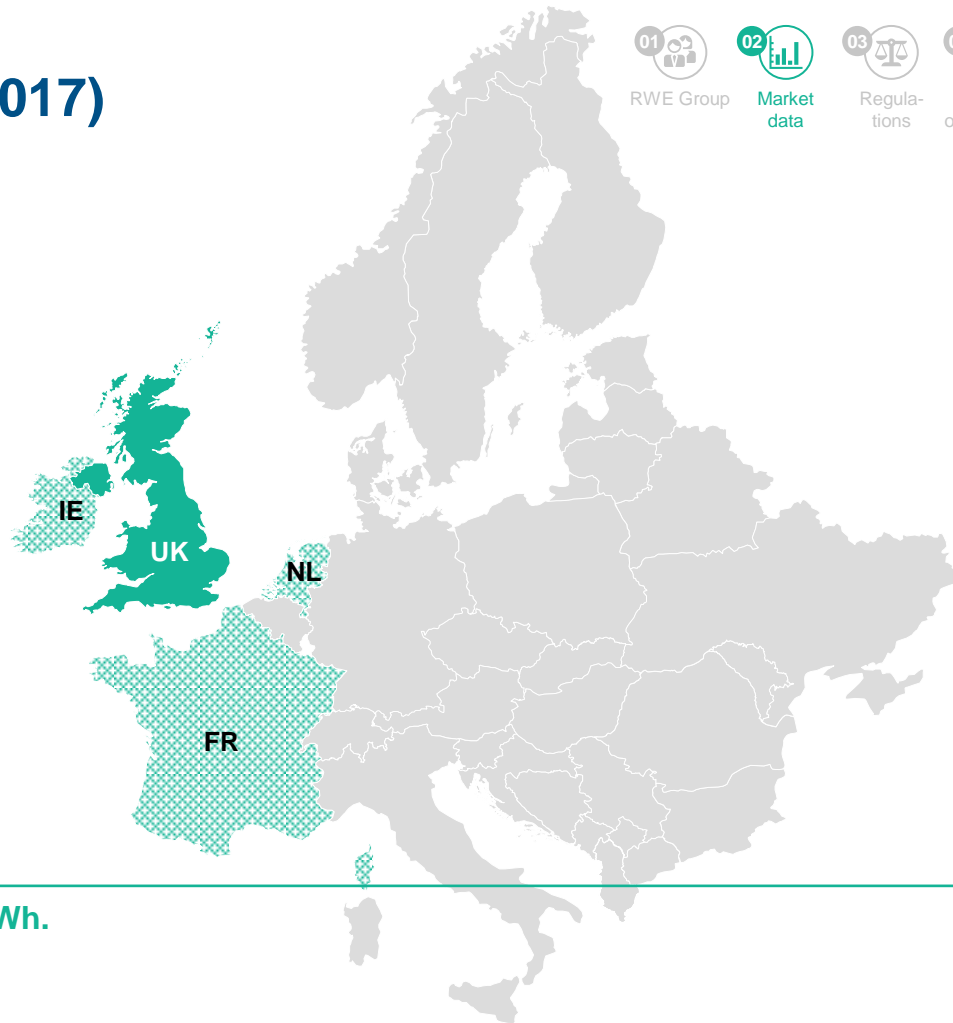 01
02
03
RWE Group
Market
data
Regula-
tions
017)
IE
UK
NL
FR
Wh.